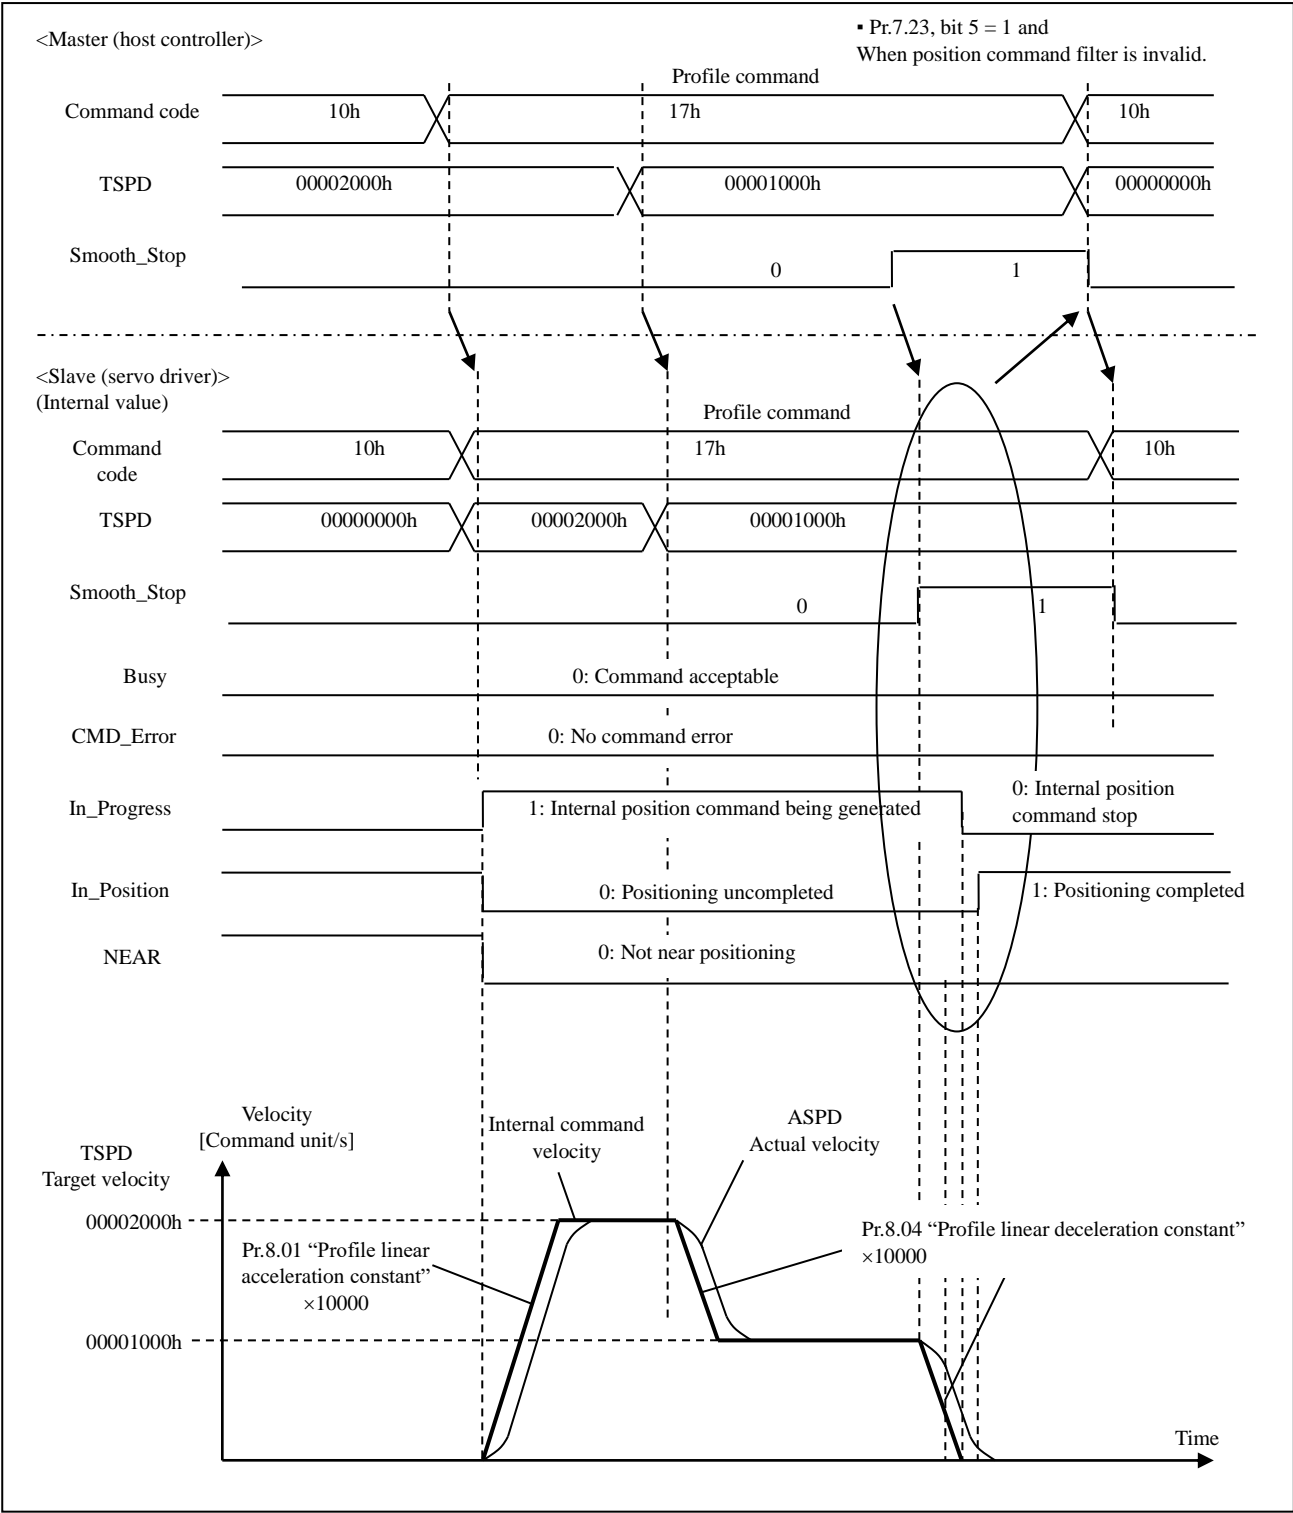 <Master (host controller)>
▪ Pr.7.23, bit 5 = 1 and
When position command filter is invalid.
Profile command
Command code
10h
17h
10h
TSPD
00002000h
00001000h
00000000h
Smooth_Stop
0
1
<Slave (servo driver)>
(Internal value)
Profile command
Command
code
10h
17h
10h
TSPD
00000000h
00002000h
00001000h
Smooth_Stop
0
1
Busy
0: Command acceptable
CMD_Error
0: No command error
In_Progress
1: Internal position command being generated
0: Internal position
command stop
In_Position
0: Positioning uncompleted
1: Positioning completed
NEAR
0: Not near positioning
Velocity
[Command unit/s]
Internal command
velocity
ASPD
Actual velocity
TSPD
Target velocity
00002000h
Pr.8.01 “Profile linear
acceleration constant”
×10000
Pr.8.04 “Profile linear deceleration constant”
×10000
00001000h
Time